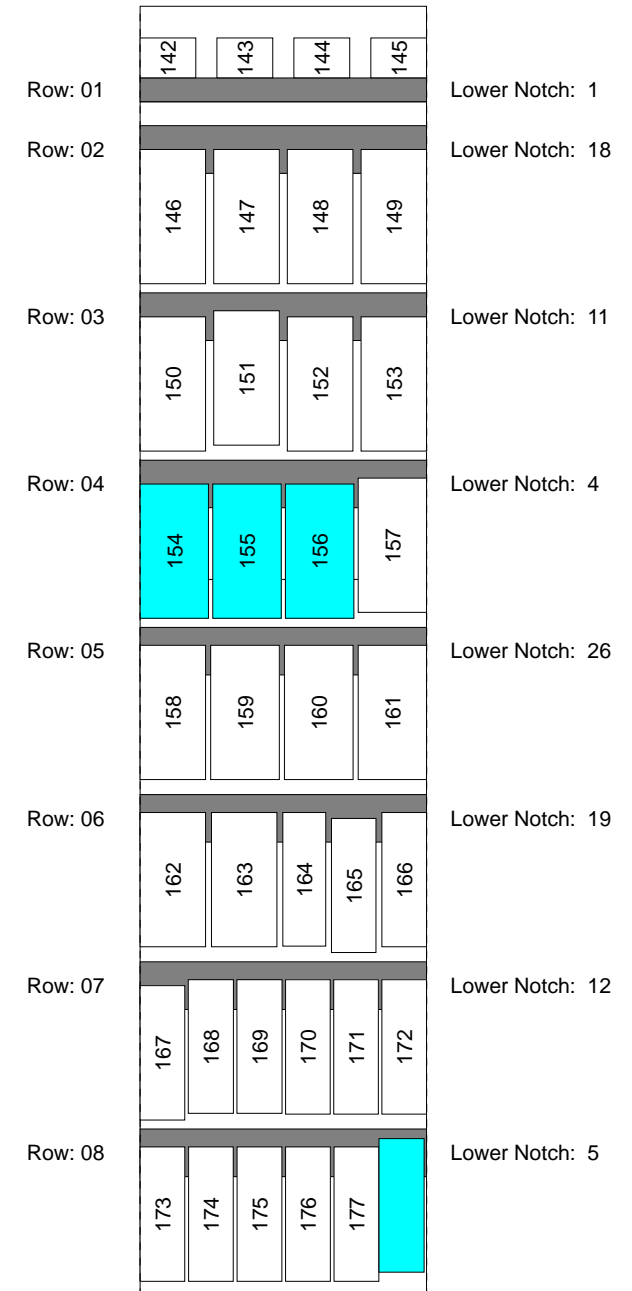 142 143 144 145
Row: 01 Lower Notch: 1
Row: 02 Lower Notch: 18
146 147 148 149
Row: 03 Lower Notch: 11
150 151 152 153
Row: 04 Lower Notch: 4
154 155 156 157
Row: 05 Lower Notch: 26
158 159 160 161
Row: 06 Lower Notch: 19
162 163 164 165 166
Row: 07 Lower Notch: 12
167 168 169 170 171 172
Row: 08 Lower Notch: 5
173 174 175 176 177